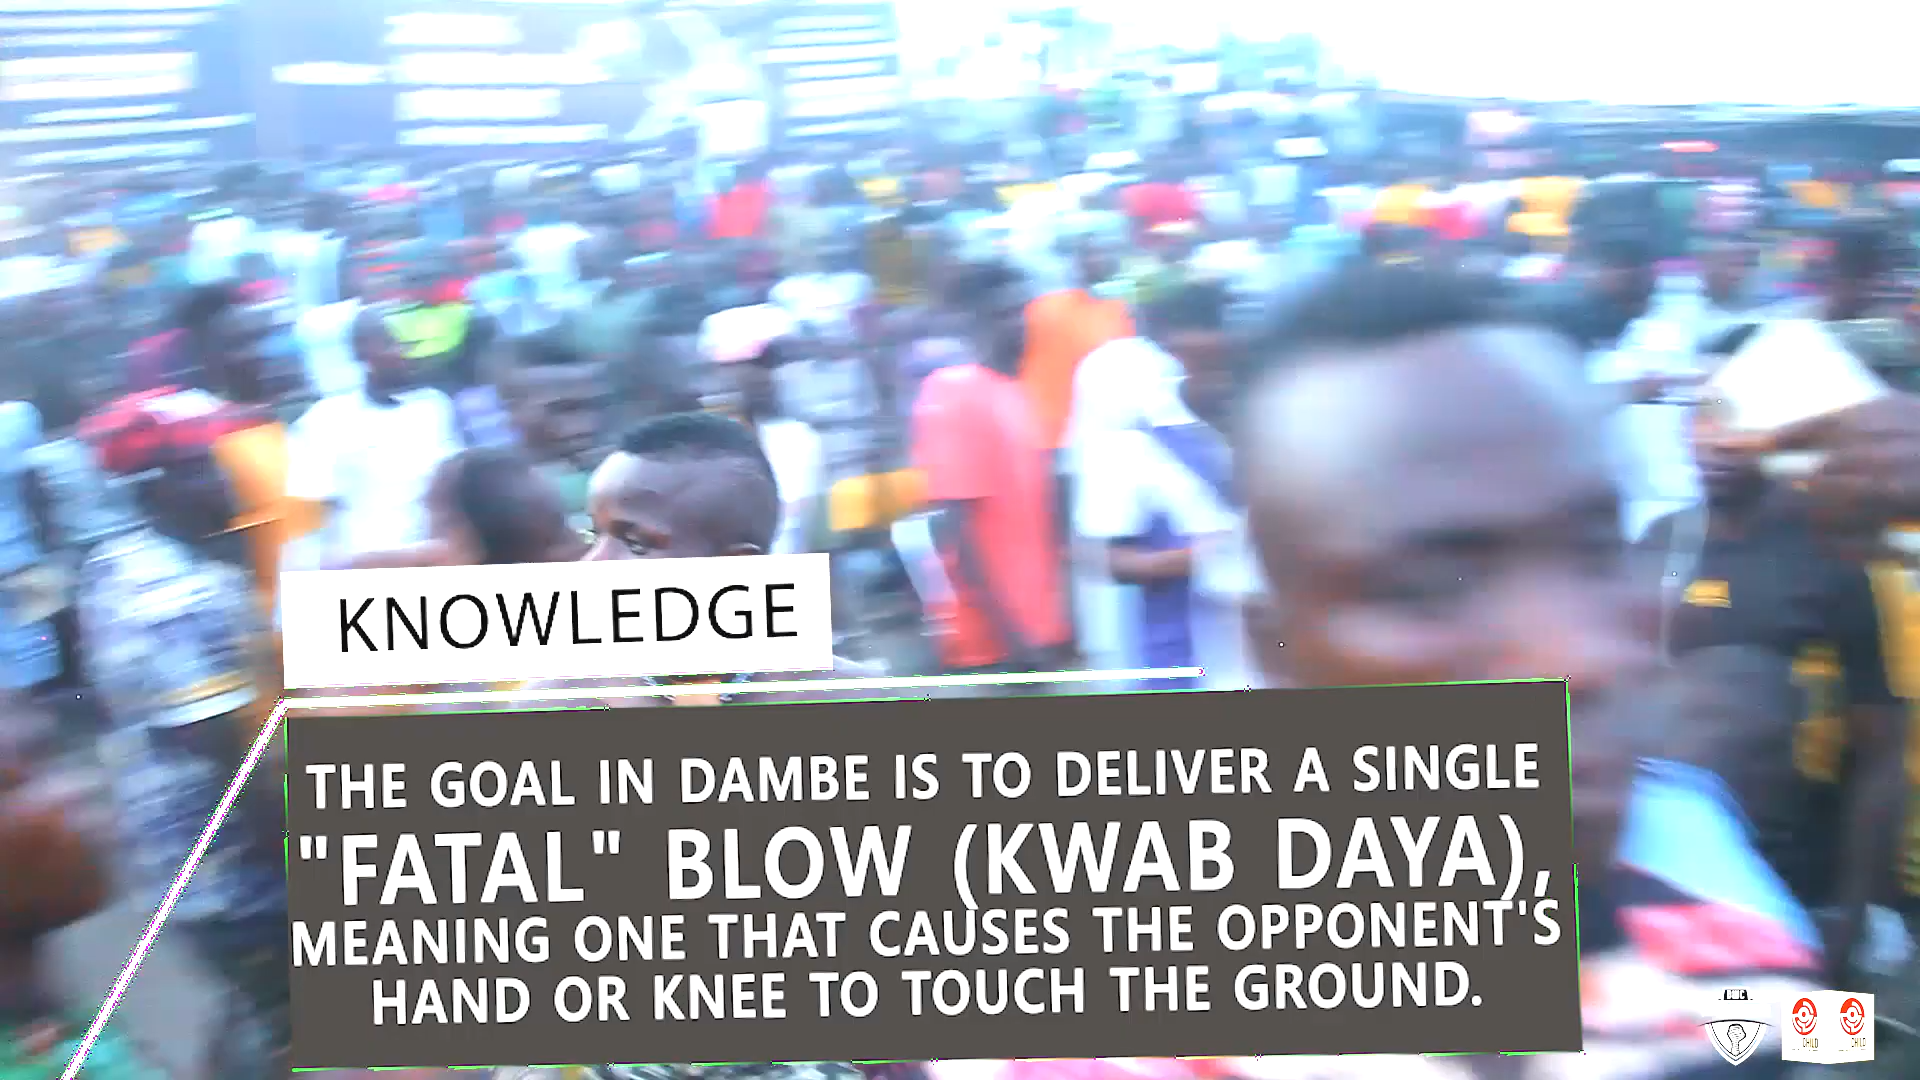 KNOWLEDGE
THE GOAL IN DAMBE IS TO DELIVER A SINGLE
"FATAL" BLOW (KWAB DAYA),
MEANING ONE THAT CAUSES THE OPPONENT'S
HAND OR KNEE TO TOUCH THE GROUND.